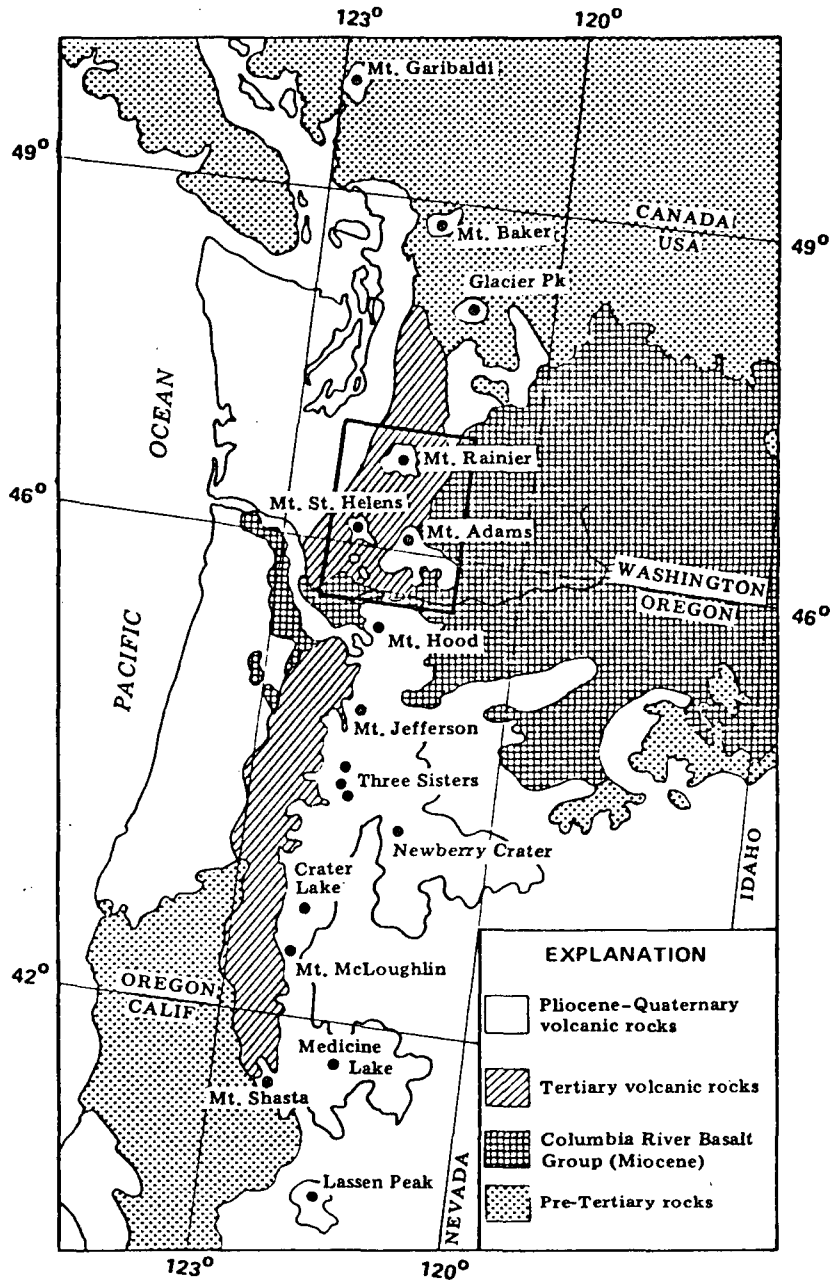 123°
120°
Mt. Garibaldi
49°
CANADA
USA
49°
Mt. Baker
Glacier Pk
OCEAN
Mt. Rainier
46°
Mt. St. Helens
Mt. Adams
WASHINGTON
OREGON
46°
Mt. Hood
PACIFIC
Mt. Jefferson
Three Sisters
Newberry Crater
Crater
Lake
IDAHO
Mt. McLoughlin
42°
OREGON
CALIF
Medicine
Lake
Mt. Shasta
Lassen Peak
NEVADA
EXPLANATION
Pliocene-Quaternary
volcanic rocks
Tertiary volcanic rocks
Columbia River Basalt
Group (Miocene)
Pre-Tertiary rocks
123°
120°